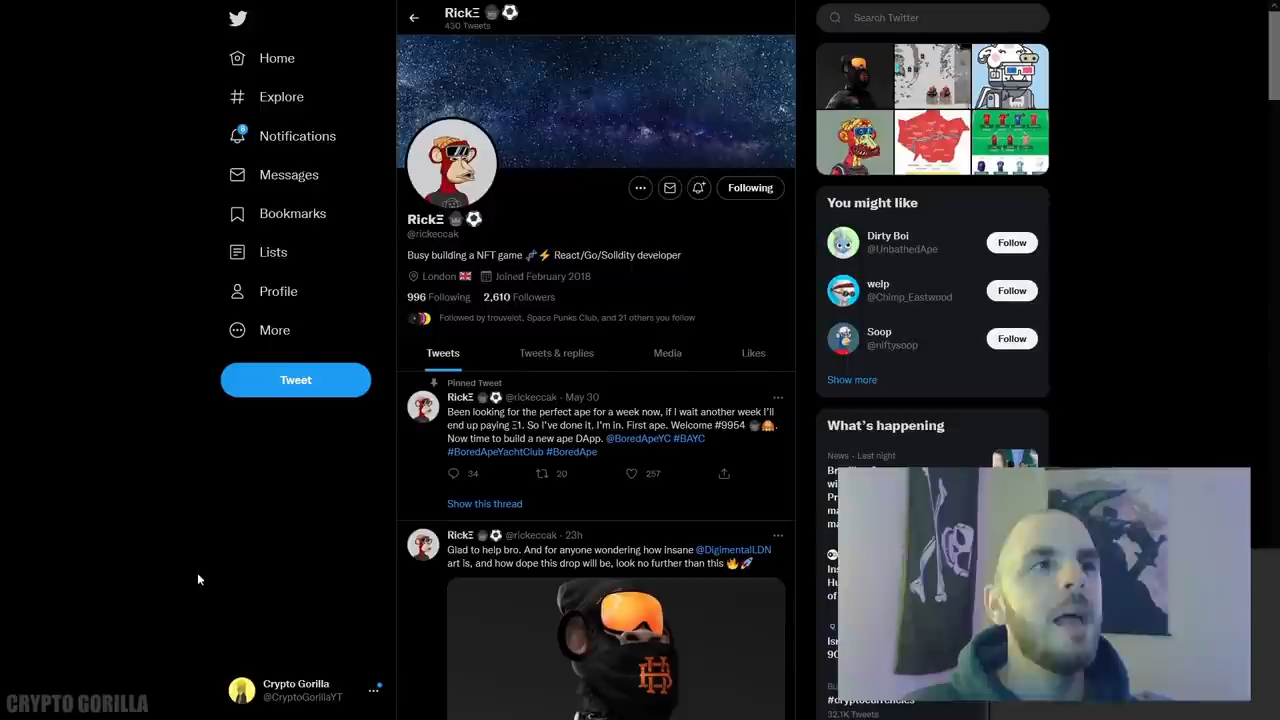 RickΞ
430 Tweets
Search Twitter
Home
Explore
8
Notifications
Messages
Bookmarks
Lists
Profile
More
Tweet
Following
RickΞ
@rickeccak
Busy building a NFT game 🧬⚡ React/Go/Solidity developer
London 🇬🇧 Joined February 2018
996 Following 2,610 Followers
Followed by trouvelot, Space Punks Club, and 21 others you follow
Tweets Tweets & replies Media Likes
Pinned Tweet
RickΞ @rickeccak · May 30
Been looking for the perfect ape for a week now, if I wait another week I'll
end up paying Ξ1. So I've done it. I'm in. First ape. Welcome #9954
Now time to build a new ape DApp. @BoredApeYC #BAYC
#BoredApeYachtClub #BoredApe
34 20 257
Show this thread
RickΞ @rickeccak · 23h
Glad to help bro. And for anyone wondering how insane @DigimentalLDN
art is, and how dope this drop will be, look no further than this 🔥🚀
You might like
Dirty Boi
@UnbathedApe
Follow
welp
@Chimp_Eastwood
Follow
Soop
@niftysoop
Follow
Show more
What's happening
News · Last night
#cryptocurrencies
32.1K Tweets
Crypto Gorilla
@CryptoGorillaYT
CRYPTO GORILLA